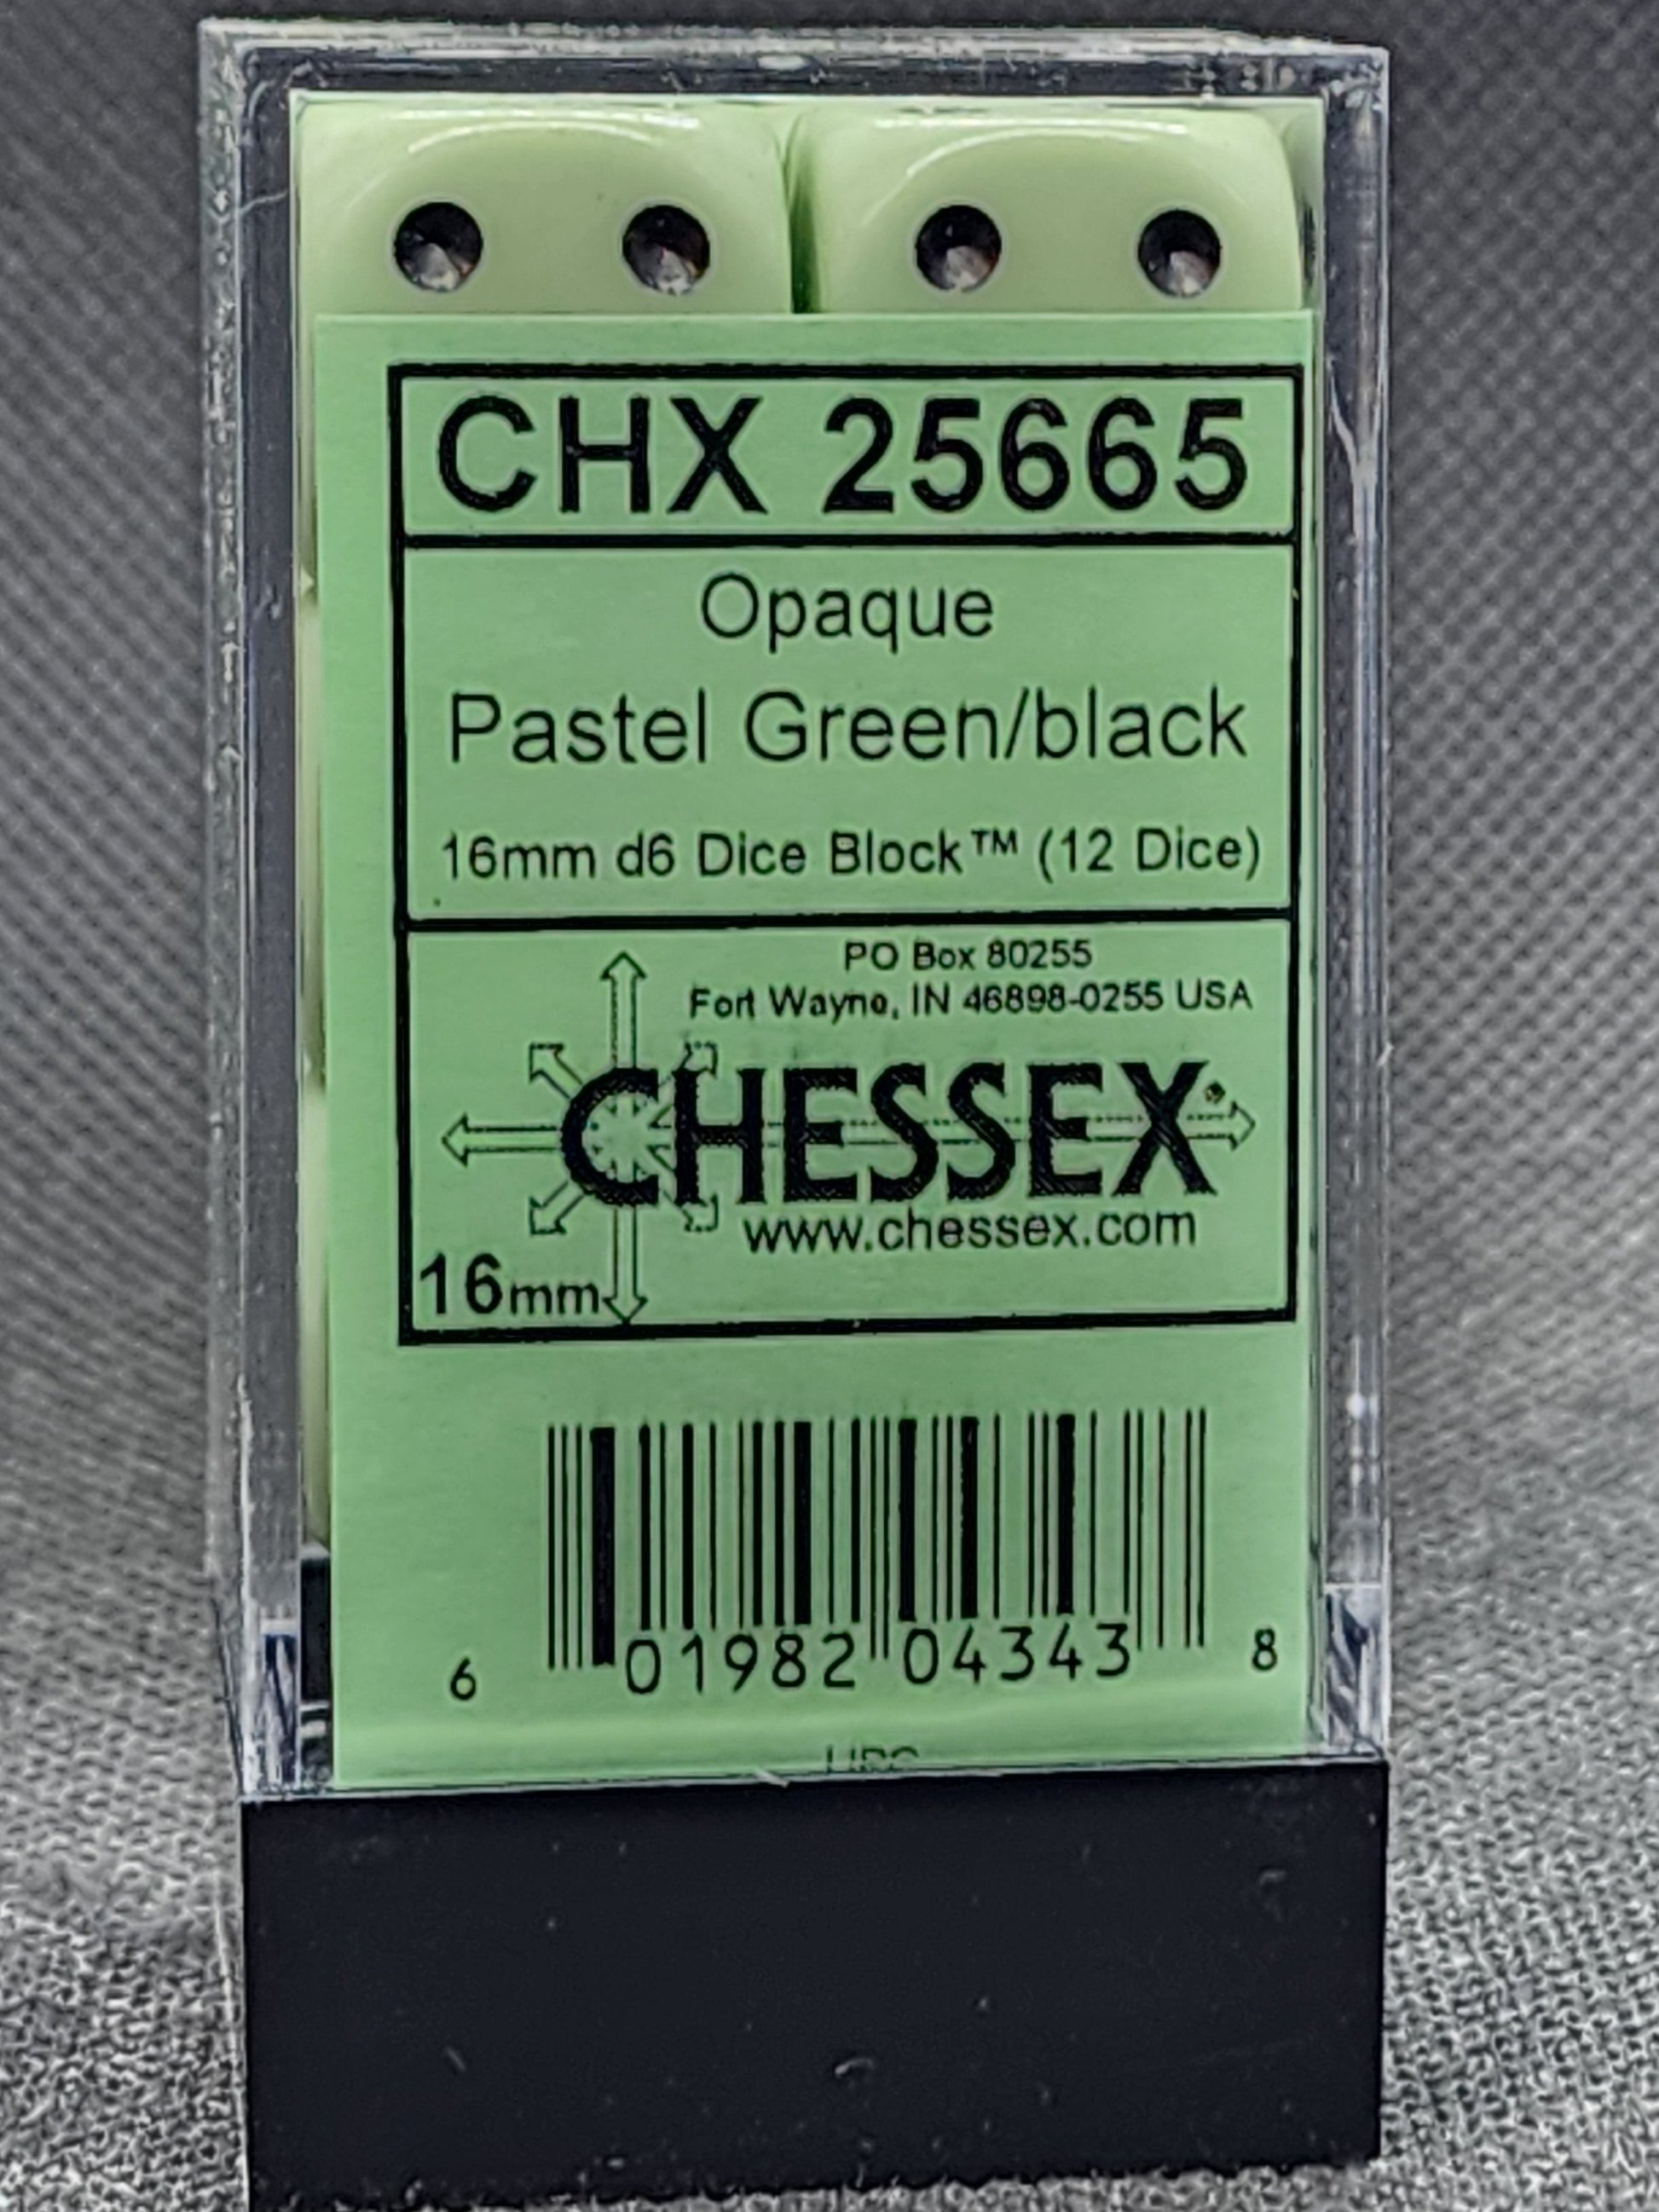 CHX 25665
Opaque
Pastel Green/black
16mm d6 Dice Block™ (12 Dice)
PO Box 80255
Fort Wayne, IN 46898-0255 USA
CHESSEX
www.chessex.com
16mm
6 01982 04343 8